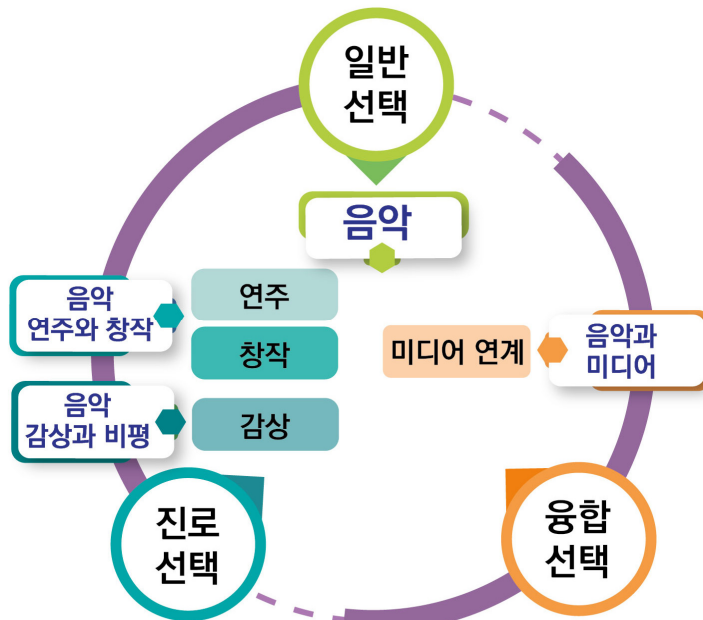 일반
선택
음악
음악
연주와 창작
연주
창작
음악
감상과 비평
감상
미디어 연계
음악과
미디어
진로
선택
융합
선택